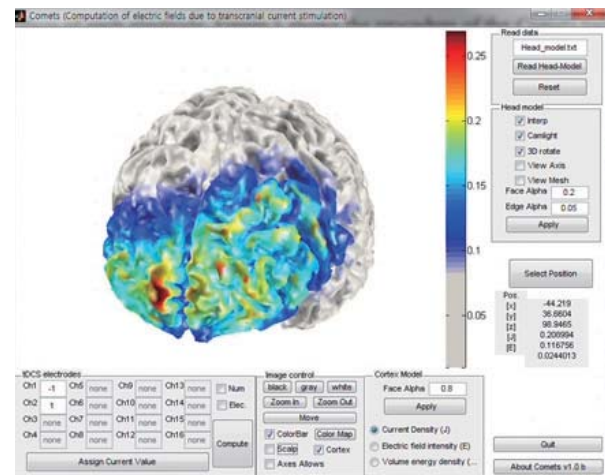 Comets (Computation of electric fields due to transcranial current stimulation)
Read data
Head_model.txt
Read Head-Model
Reset
Head model
Interp
Camlight
3D rotate
View Axis
View Mesh
Face Alpha 0.2
Edge Alpha 0.05
Apply
0.25
0.2
0.15
0.1
0.05
Select Position
Pos.
[x] -44.219
[y] 36.6604
[z] 98.9465
[J] 0.208994
[E] 0.116756
0.0244013
tDCS electrodes
Ch1 -1 Ch5 none Ch9 none Ch13 none Num
Ch2 1 Ch6 none Ch10 none Ch14 none Elec.
Ch3 none Ch7 none Ch11 none Ch15 none
Ch4 none Ch8 none Ch12 none Ch16 none
Compute
Assign Current Value
Image control
black gray white
Zoom In Zoom Out
Move
ColorBar Color Map
Scalp Cortex
Axes Allows
Cortex Model
Face Alpha 0.8
Apply
Current Density (J)
Electric field intensity (E)
Volume energy density (...
Quit
About Comets v1.0 b